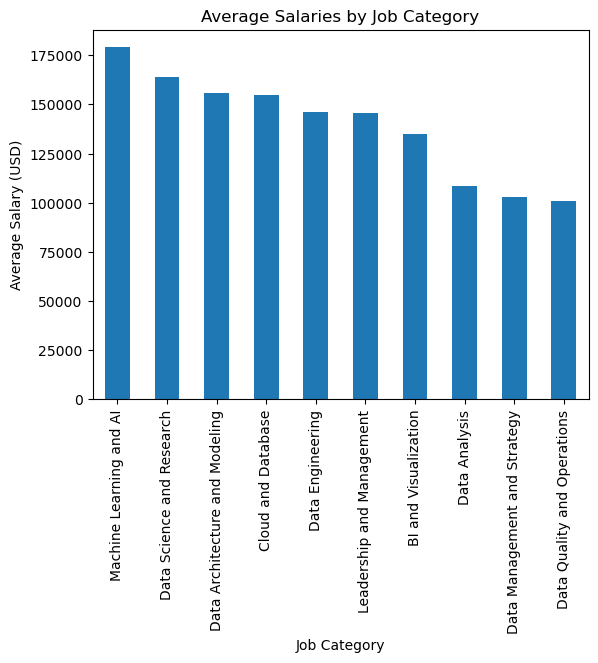 Average Salaries by Job Category
Average Salary (USD)
175000
150000
125000
100000
75000
50000
25000
0
Machine Learning and AI
Data Science and Research
Data Architecture and Modeling
Cloud and Database
Data Engineering
Leadership and Management
BI and Visualization
Data Analysis
Data Management and Strategy
Data Quality and Operations
Job Category